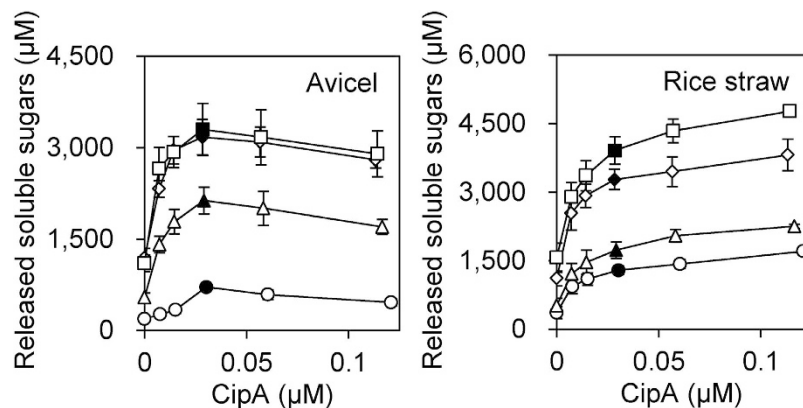 Released soluble sugars (µM)
4,500
3,000
1,500
0
Avicel
0
0.05
0.1
CipA (µM)
Released soluble sugars (µM)
6,000
4,500
3,000
1,500
0
Rice straw
0
0.05
0.1
CipA (µM)